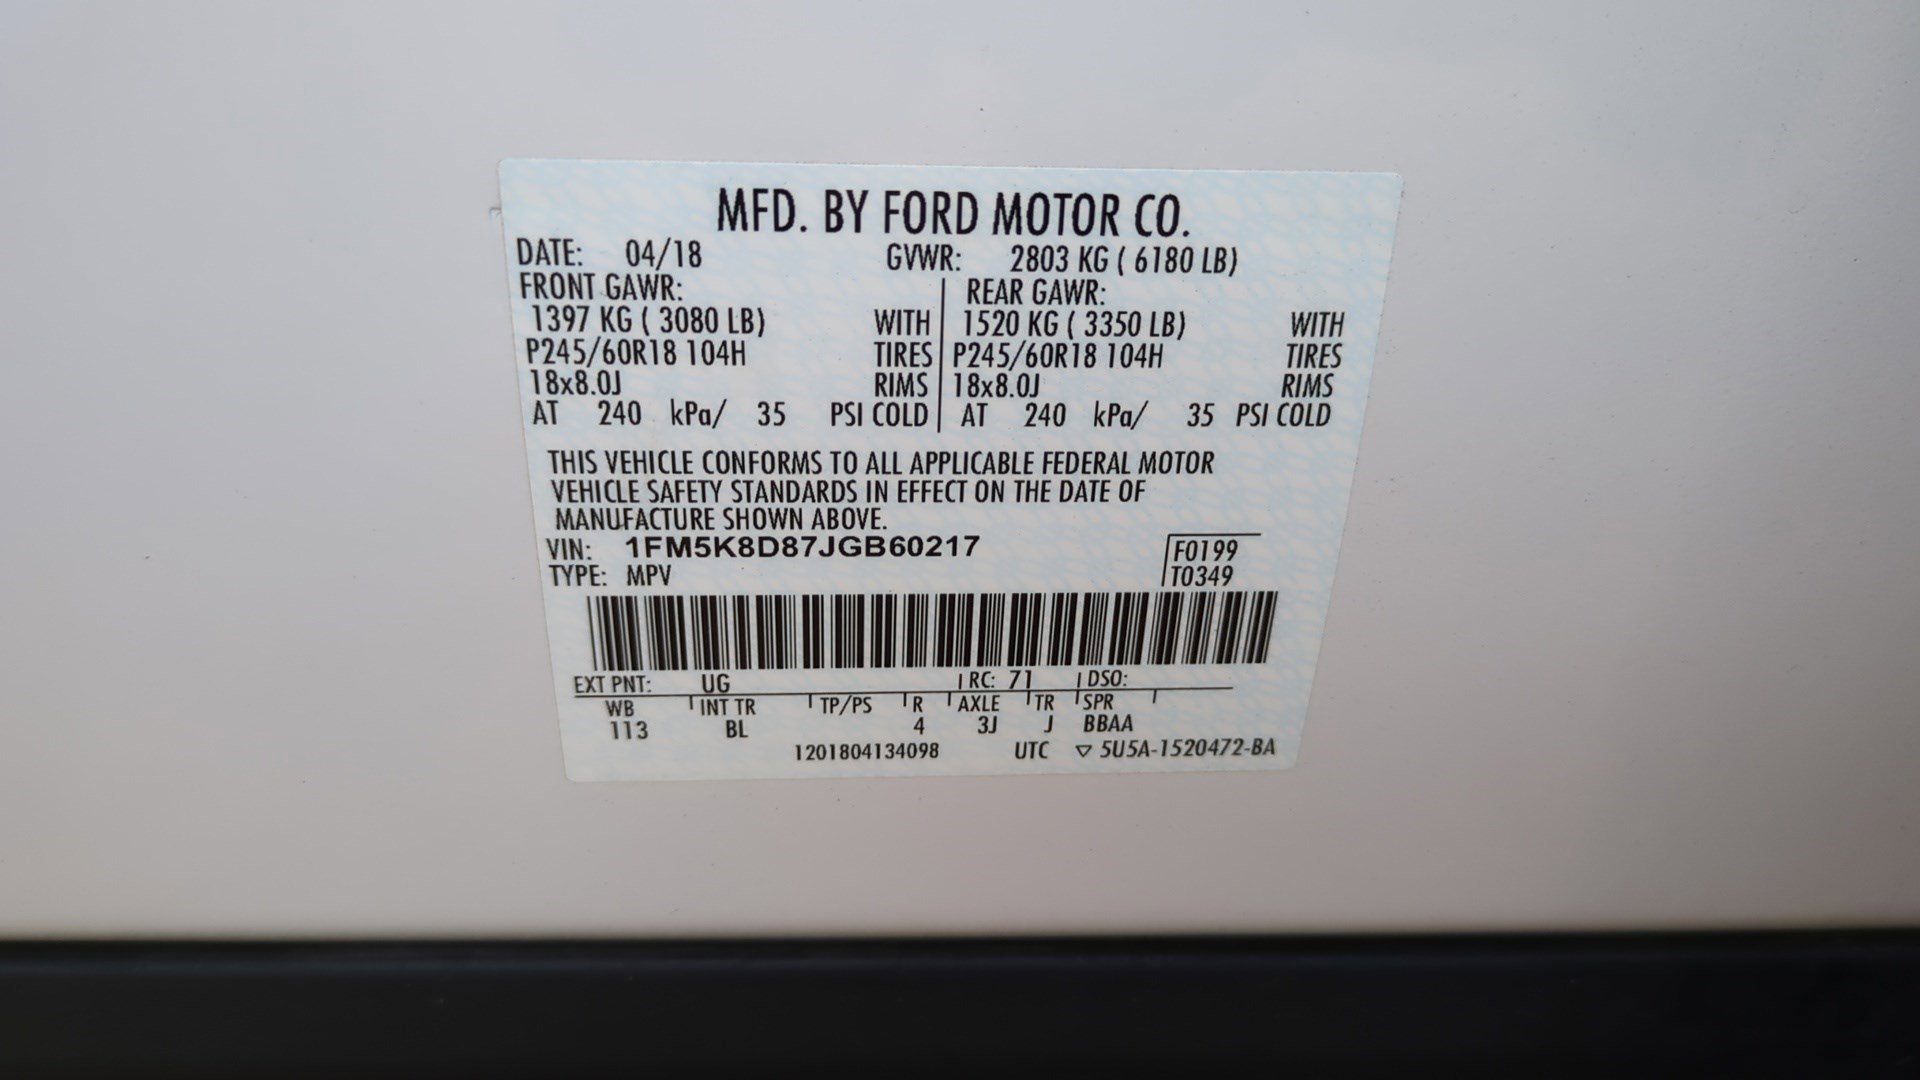 MFD. BY FORD MOTOR CO.
DATE: 04/18 GVWR: 2803 KG ( 6180 LB)
FRONT GAWR: REAR GAWR:
1397 KG ( 3080 LB) WITH 1520 KG ( 3350 LB) WITH
P245/60R18 104H TIRES P245/60R18 104H TIRES
18x8.0J RIMS 18x8.0J RIMS
AT 240 kPa/ 35 PSI COLD AT 240 kPa/ 35 PSI COLD
THIS VEHICLE CONFORMS TO ALL APPLICABLE FEDERAL MOTOR
VEHICLE SAFETY STANDARDS IN EFFECT ON THE DATE OF
MANUFACTURE SHOWN ABOVE.
VIN: 1FM5K8D87JGB60217 F0199
TYPE: MPV T0349
EXT PNT: UG RC: 71 DSO:
WB INT TR TP/PS R AXLE TR SPR
113 BL 4 3J J BBAA
1201804134098 UTC ▽ 5U5A-1520472-BA